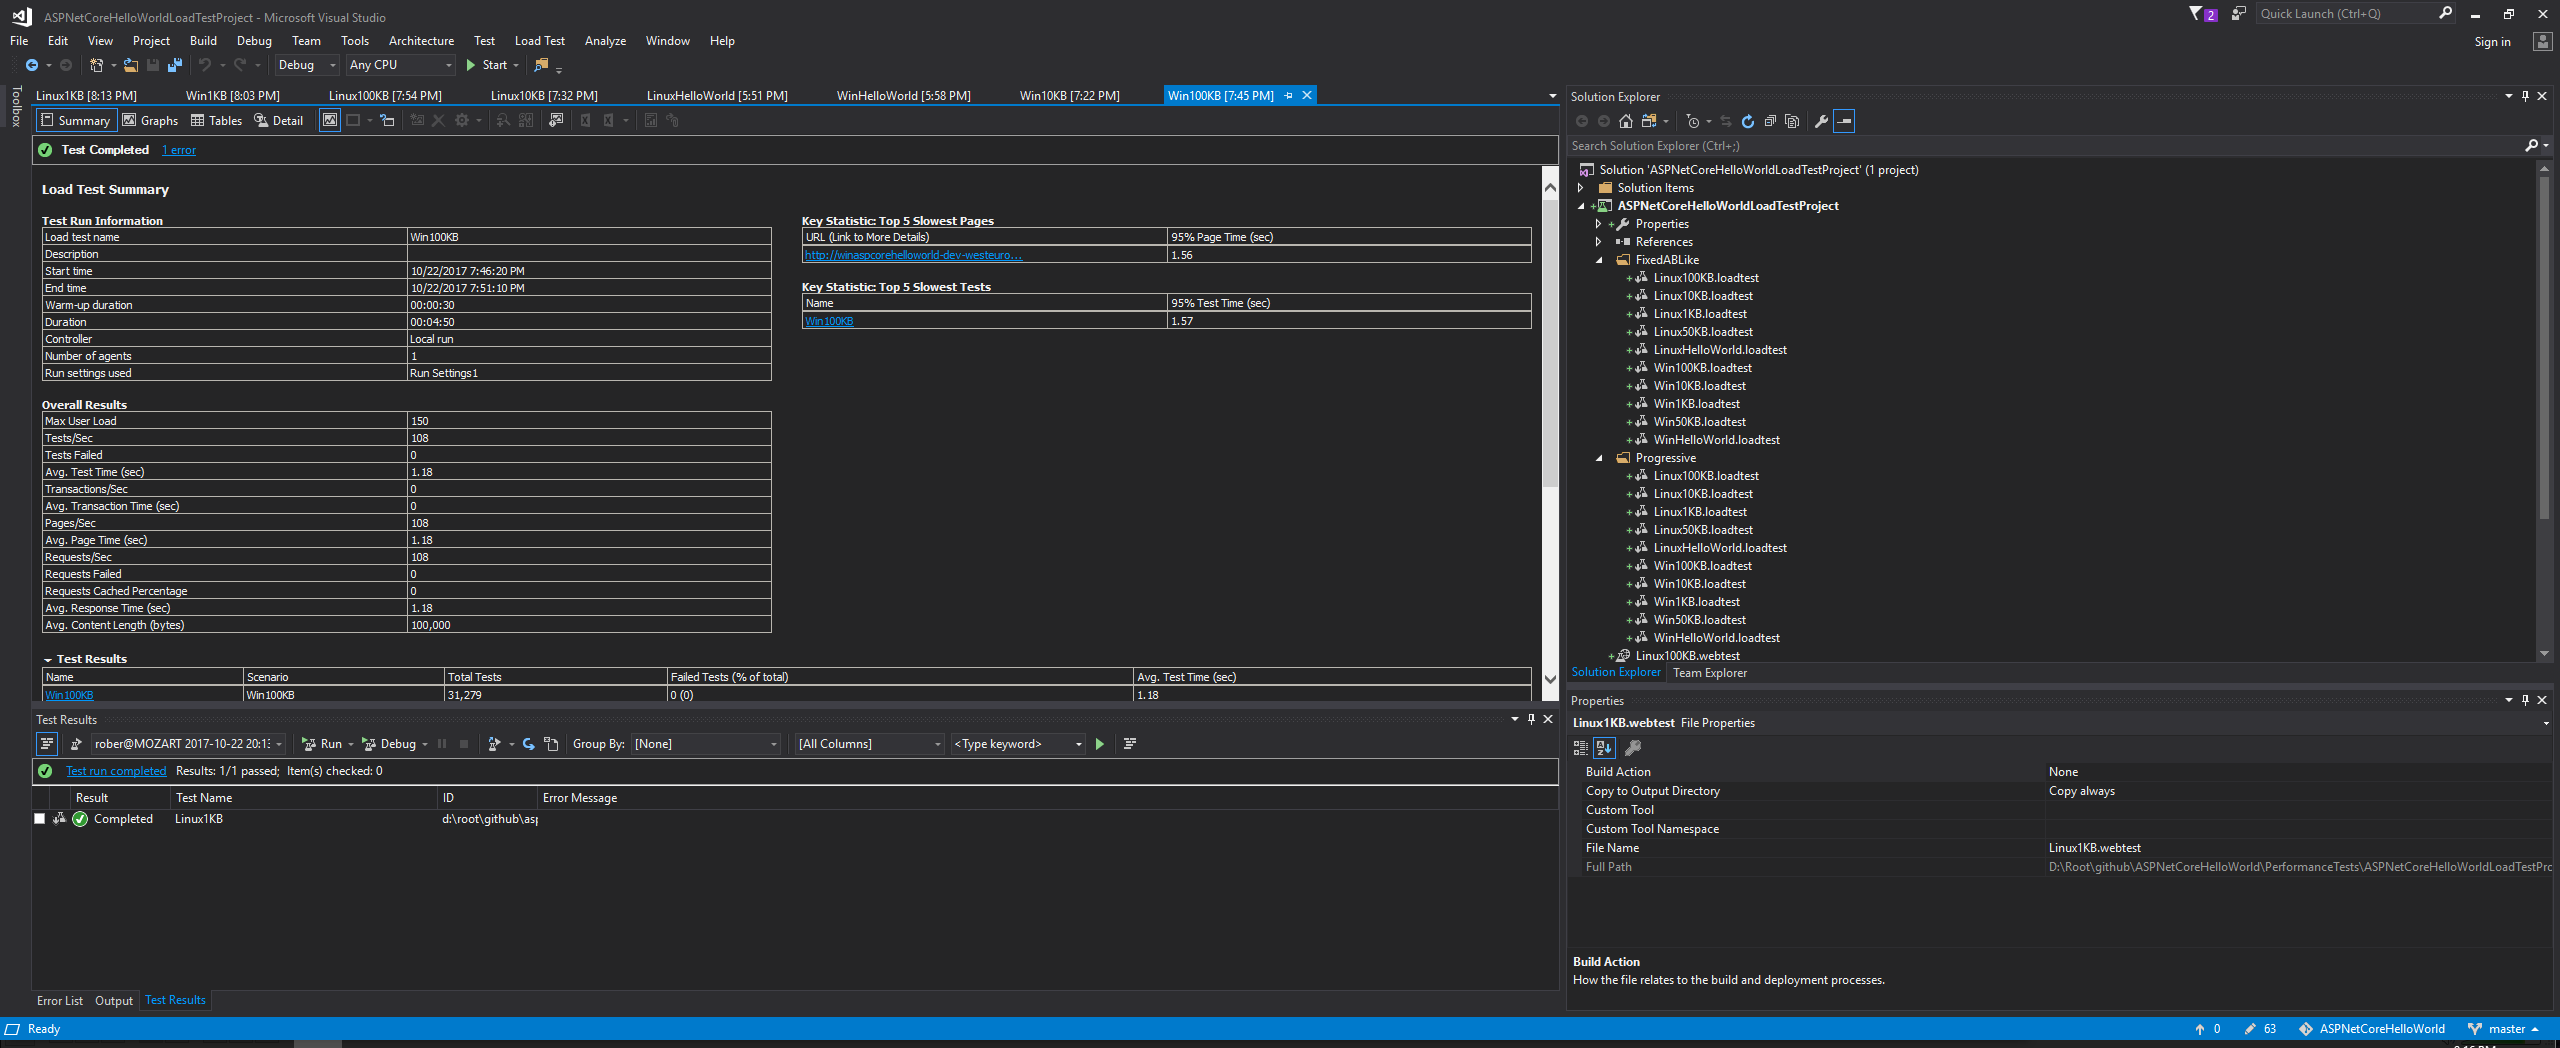 ASPNetCoreHelloWorldLoadTestProject - Microsoft Visual Studio
2
Quick Launch (Ctrl+Q)
File Edit View Project Build Debug Team Tools Architecture Test Load Test Analyze Window Help
Sign in
Debug Any CPU Start
Toolbox
Linux1KB [8:13 PM] Win1KB [8:03 PM] Linux100KB [7:54 PM] Linux10KB [7:32 PM] LinuxHelloWorld [5:51 PM] WinHelloWorld [5:58 PM] Win10KB [7:22 PM] Win100KB [7:45 PM]
Summary Graphs Tables Detail
Test Completed 1 error
Load Test Summary
Test Run Information
Load test name Win100KB
Description
Start time 10/22/2017 7:46:20 PM
End time 10/22/2017 7:51:10 PM
Warm-up duration 00:00:30
Duration 00:04:50
Controller Local run
Number of agents 1
Run settings used Run Settings1
Overall Results
Max User Load 150
Tests/Sec 108
Tests Failed 0
Avg. Test Time (sec) 1.18
Transactions/Sec 0
Avg. Transaction Time (sec) 0
Pages/Sec 108
Avg. Page Time (sec) 1.18
Requests/Sec 108
Requests Failed 0
Requests Cached Percentage 0
Avg. Response Time (sec) 1.18
Avg. Content Length (bytes) 100,000
Key Statistic: Top 5 Slowest Pages
URL (Link to More Details) 95% Page Time (sec)
http://winaspcorehelloworld-dev-westeuro... 1.56
Key Statistic: Top 5 Slowest Tests
Name 95% Test Time (sec)
Win100KB 1.57
Test Results
Name Scenario Total Tests Failed Tests (% of total) Avg. Test Time (sec)
Win100KB Win100KB 31,279 0 (0) 1.18
Test Results
rober@MOZART 2017-10-22 20:1 Run Debug Group By: [None] [All Columns] <Type keyword>
Test run completed Results: 1/1 passed; Item(s) checked: 0
Result Test Name ID Error Message
Completed Linux1KB d:\root\github\asp
Error List Output Test Results
Solution Explorer
Search Solution Explorer (Ctrl+;)
Solution 'ASPNetCoreHelloWorldLoadTestProject' (1 project)
Solution Items
ASPNetCoreHelloWorldLoadTestProject
Properties
References
FixedABLike
Linux100KB.loadtest
Linux10KB.loadtest
Linux1KB.loadtest
Linux50KB.loadtest
LinuxHelloWorld.loadtest
Win100KB.loadtest
Win10KB.loadtest
Win1KB.loadtest
Win50KB.loadtest
WinHelloWorld.loadtest
Progressive
Linux100KB.loadtest
Linux10KB.loadtest
Linux1KB.loadtest
Linux50KB.loadtest
LinuxHelloWorld.loadtest
Win100KB.loadtest
Win10KB.loadtest
Win1KB.loadtest
Win50KB.loadtest
WinHelloWorld.loadtest
Linux100KB.webtest
Solution Explorer Team Explorer
Properties
Linux1KB.webtest File Properties
Build Action None
Copy to Output Directory Copy always
Custom Tool
Custom Tool Namespace
File Name Linux1KB.webtest
Full Path D:\Root\github\ASPNetCoreHelloWorld\PerformanceTests\ASPNetCoreHelloWorldLoadTestPro
Build Action
How the file relates to the build and deployment processes.
Ready 0 63 ASPNetCoreHelloWorld master